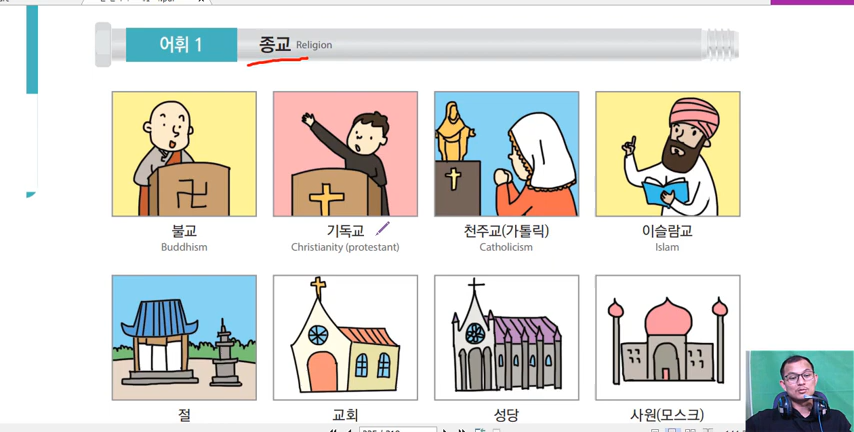 어휘 1
종교 Religion
불교
Buddhism
기독교
Christianity (protestant)
천주교(가톨릭)
Catholicism
이슬람교
Islam
절
교회
성당
사원(모스크)